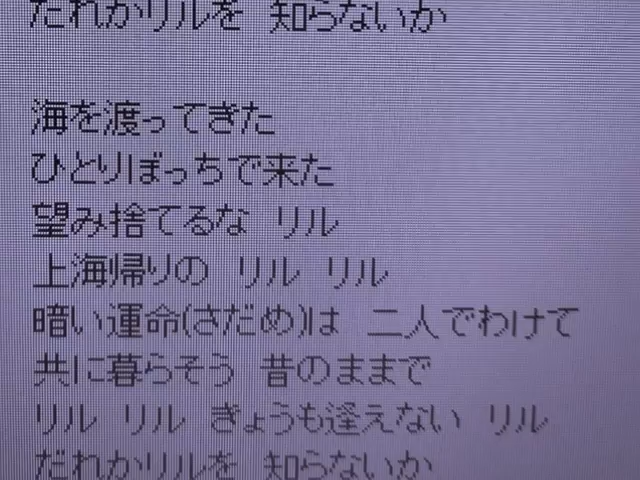 だれかリルを 知らないか
海を渡ってきた
ひとりぼっちで来た
望み捨てるな リル
上海帰りの リル リル
暗い運命(さだめ)は 二人でわけて
共に暮らそう 昔のままで
リル リル きょうも逢えない リル
だれかリルを 知らないか